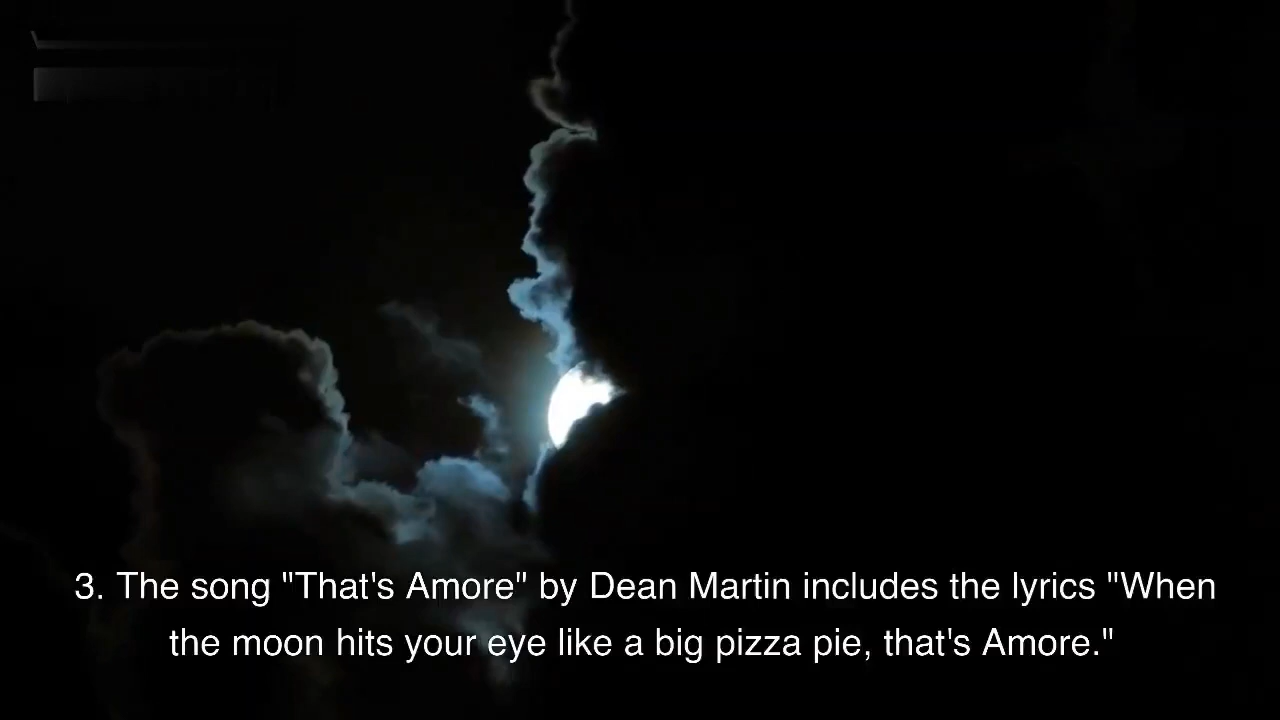 3. The song "That's Amore" by Dean Martin includes the lyrics "When
the moon hits your eye like a big pizza pie, that's Amore."